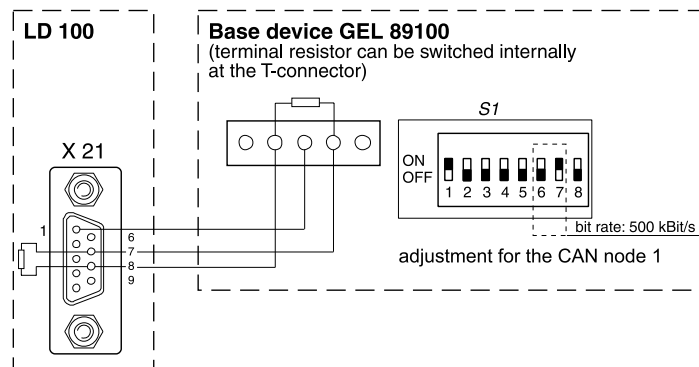 LD 100
Base device GEL 89100
(terminal resistor can be switched internally
at the T-connector)
S1
X 21
ON
OFF
1 2 3 4 5 6 7 8
1
6
7
8
9
bit rate: 500 kBit/s
adjustment for the CAN node 1